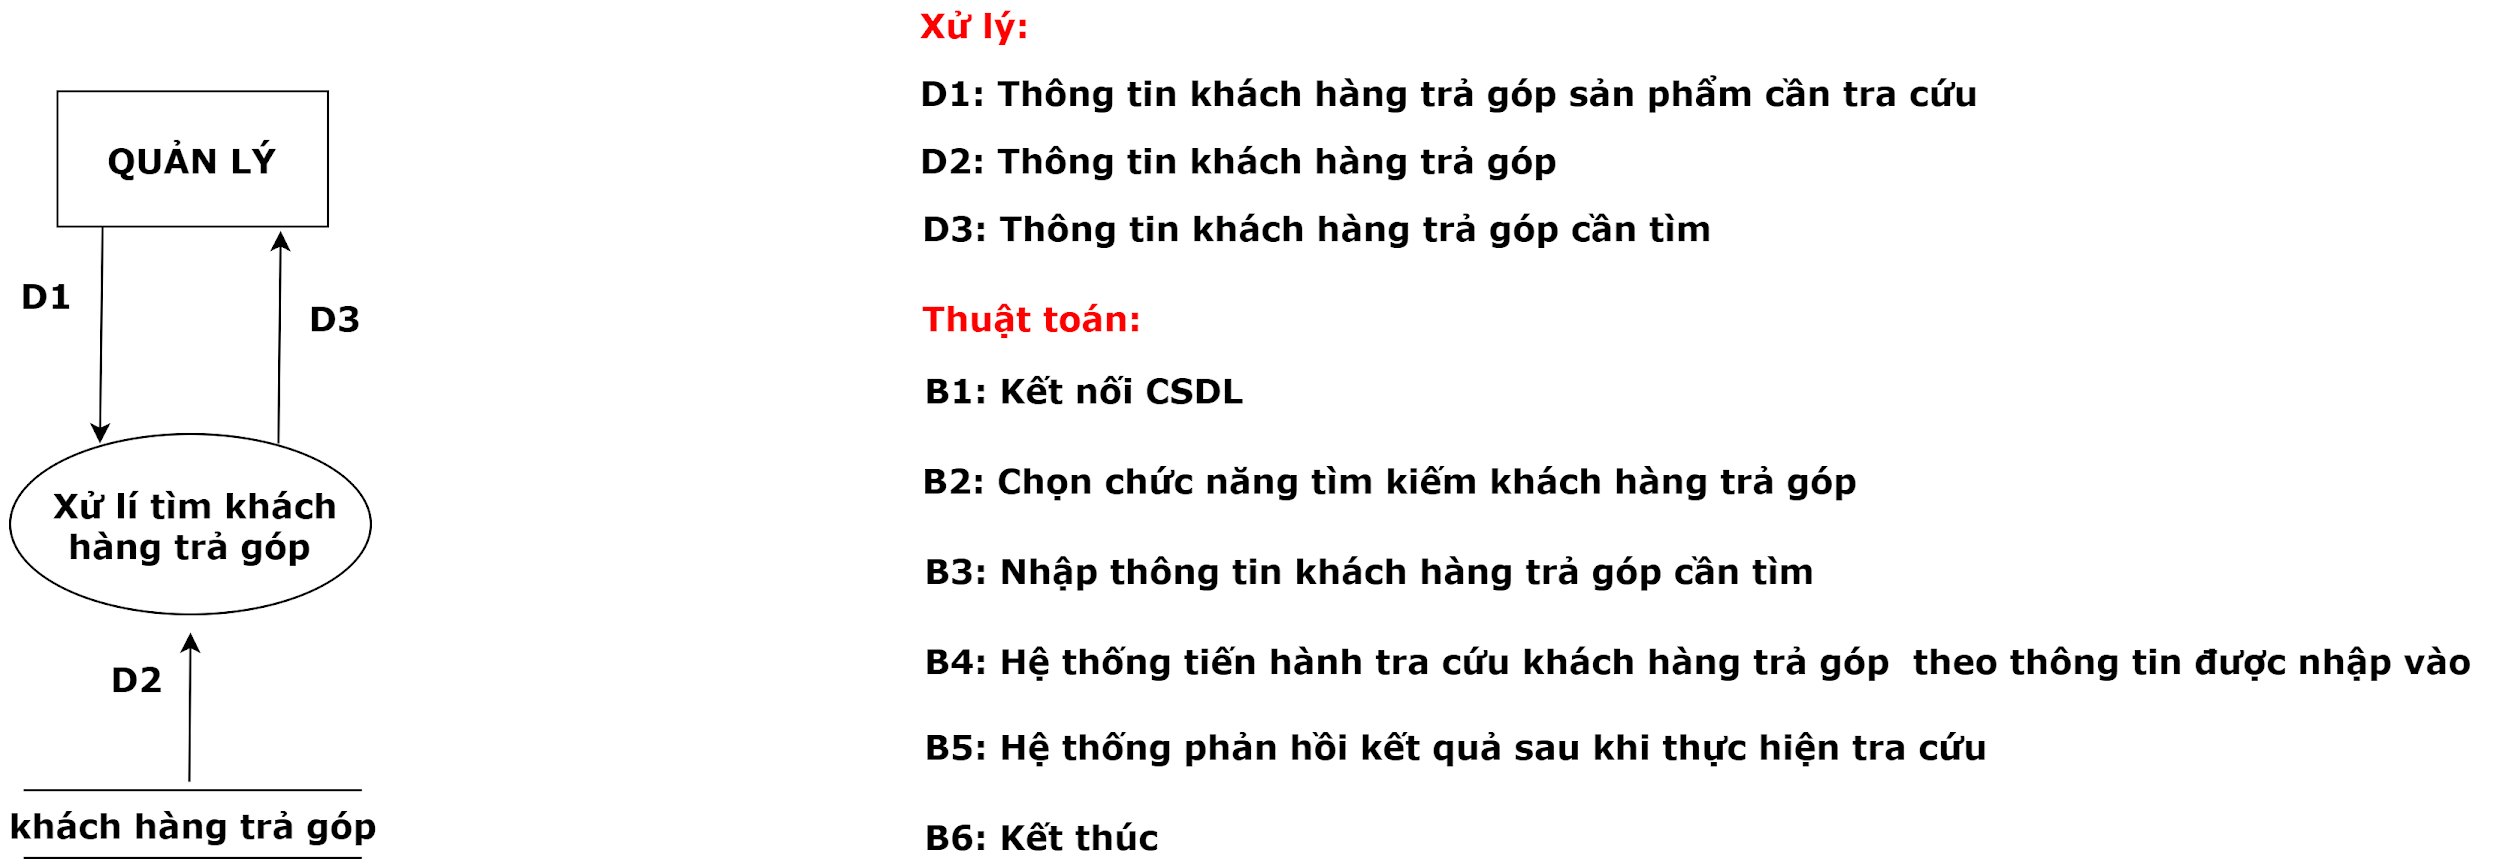 QUẢN LÝ
D1
D3
Xử lí tìm khách
hàng trả góp
D2
khách hàng trả góp
Xử lý:
D1: Thông tin khách hàng trả góp sản phẩm cần tra cứu
D2: Thông tin khách hàng trả góp
D3: Thông tin khách hàng trả góp cần tìm
Thuật toán:
B1: Kết nối CSDL
B2: Chọn chức năng tìm kiếm khách hàng trả góp
B3: Nhập thông tin khách hàng trả góp cần tìm
B4: Hệ thống tiến hành tra cứu khách hàng trả góp  theo thông tin được nhập vào
B5: Hệ thống phản hồi kết quả sau khi thực hiện tra cứu
B6: Kết thúc